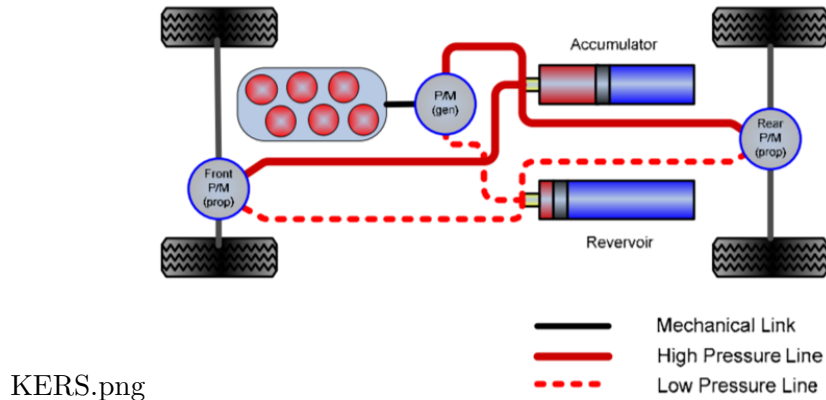 Accumulator
P/M
(gen)
Rear
P/M
(prop)
Front
P/M
(prop)
Revervoir
Mechanical Link
High Pressure Line
Low Pressure Line
KERS.png